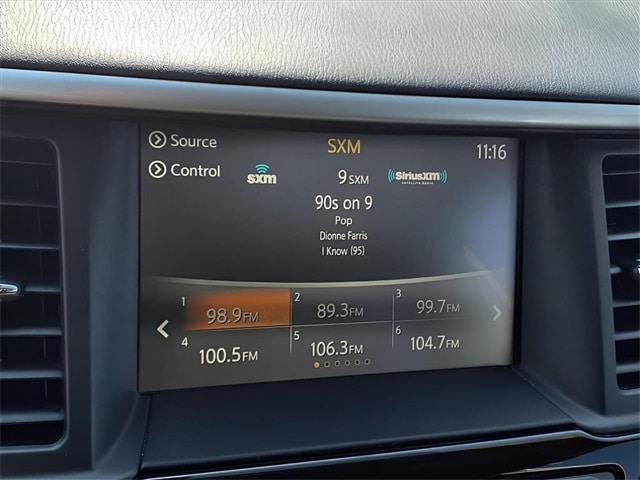 Source SXM 11:16
Control sxm 9 SXM ((SiriusXM))
SATELLITE RADIO
90s on 9
Pop
Dionne Farris
I Know (95)
1 98.9FM 2 89.3FM 3 99.7FM
4 100.5FM 5 106.3FM 6 104.7FM